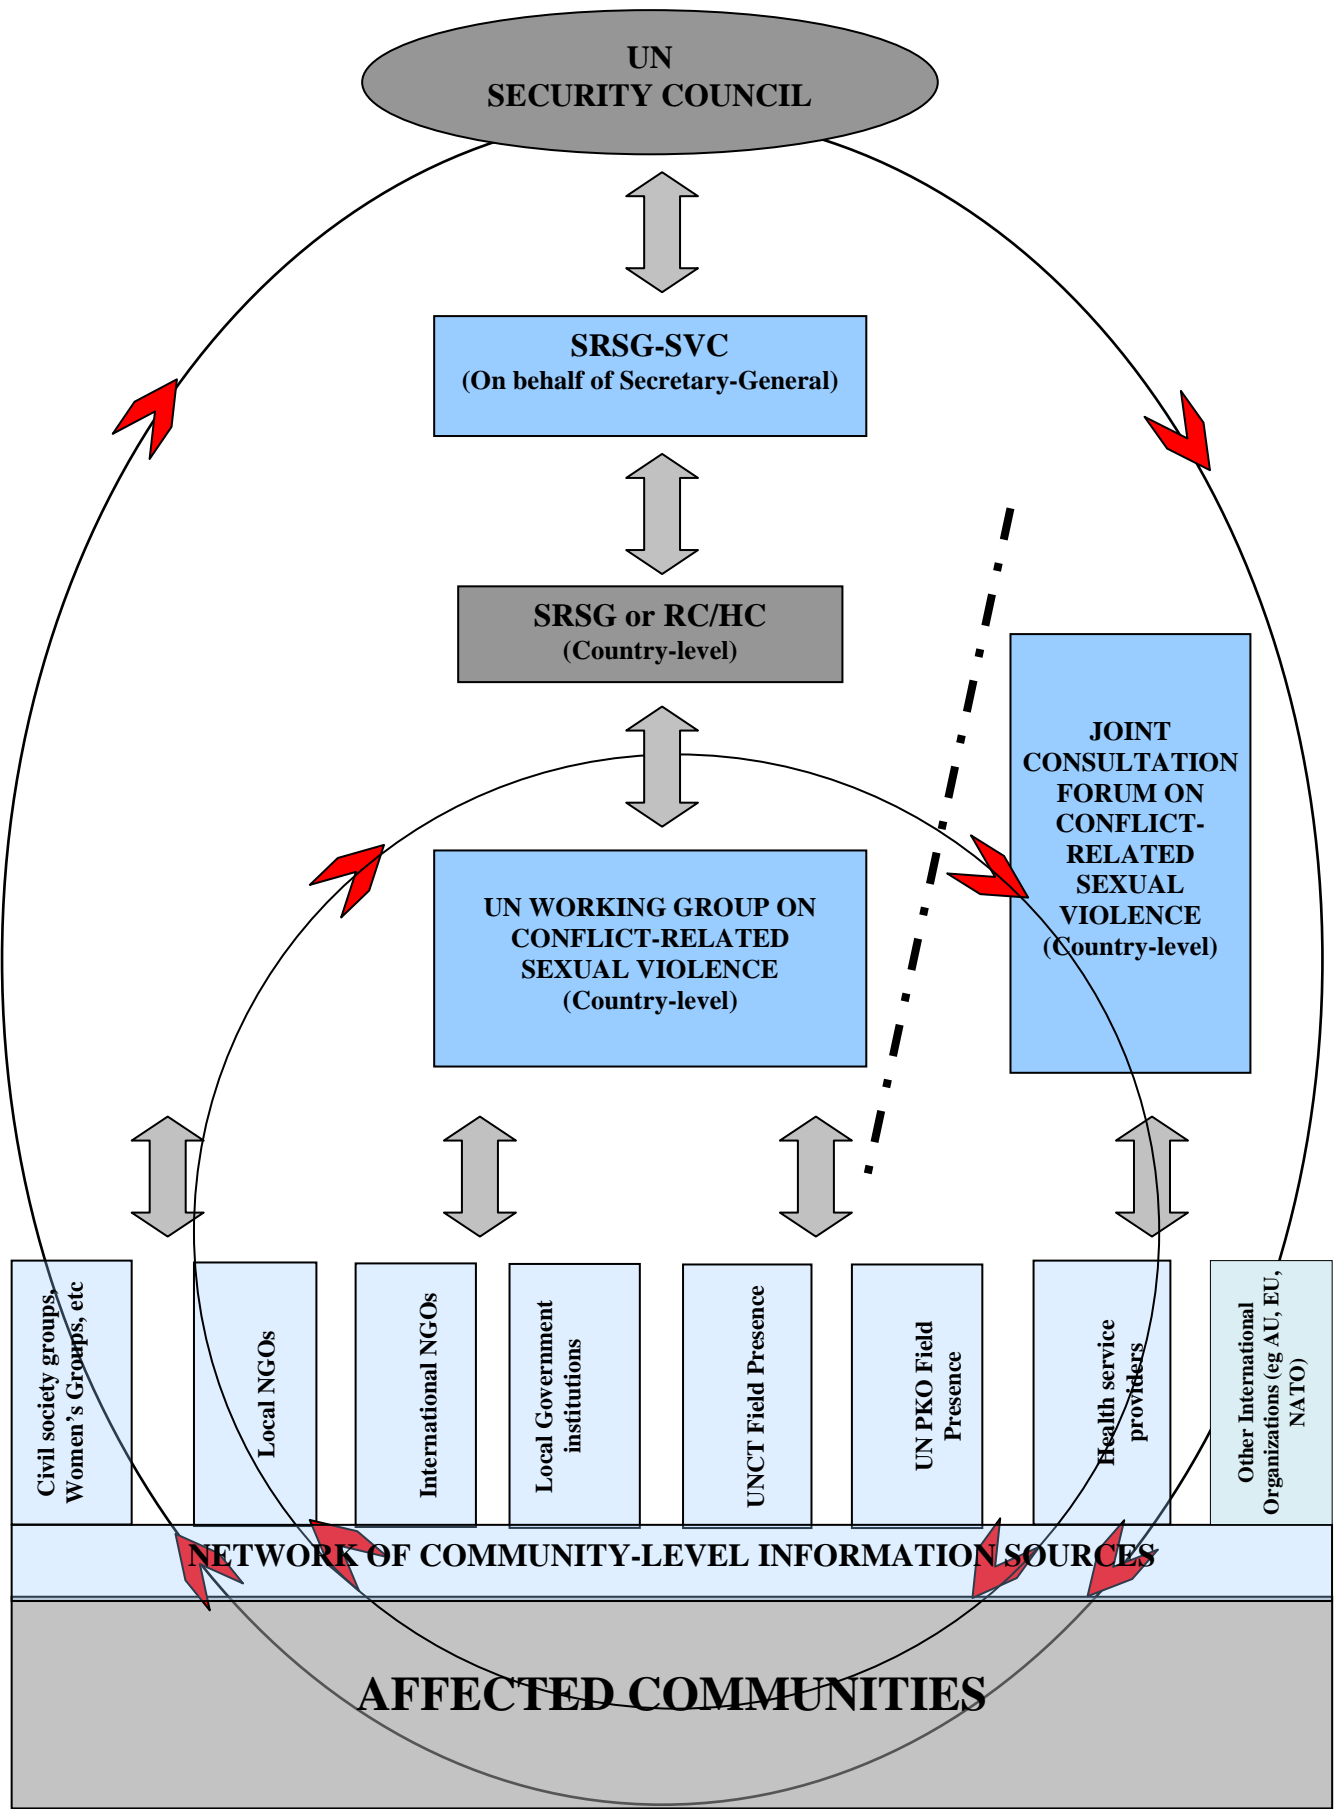 UN
SECURITY COUNCIL
SRSG-SVC
(On behalf of Secretary-General)
SRSG or RC/HC
(Country-level)
JOINT
CONSULTATION
FORUM ON
CONFLICT-
RELATED
SEXUAL
VIOLENCE
(Country-level)
UN WORKING GROUP ON
CONFLICT-RELATED
SEXUAL VIOLENCE
(Country-level)
Civil society groups,
Women's Groups, etc
Local NGOs
International NGOs
Local Government
institutions
UNCT Field Presence
UN PKO Field
Presence
Health service
providers
Other International
Organizations (eg AU, EU,
NATO)
NETWORK OF COMMUNITY-LEVEL INFORMATION SOURCES
AFFECTED COMMUNITIES